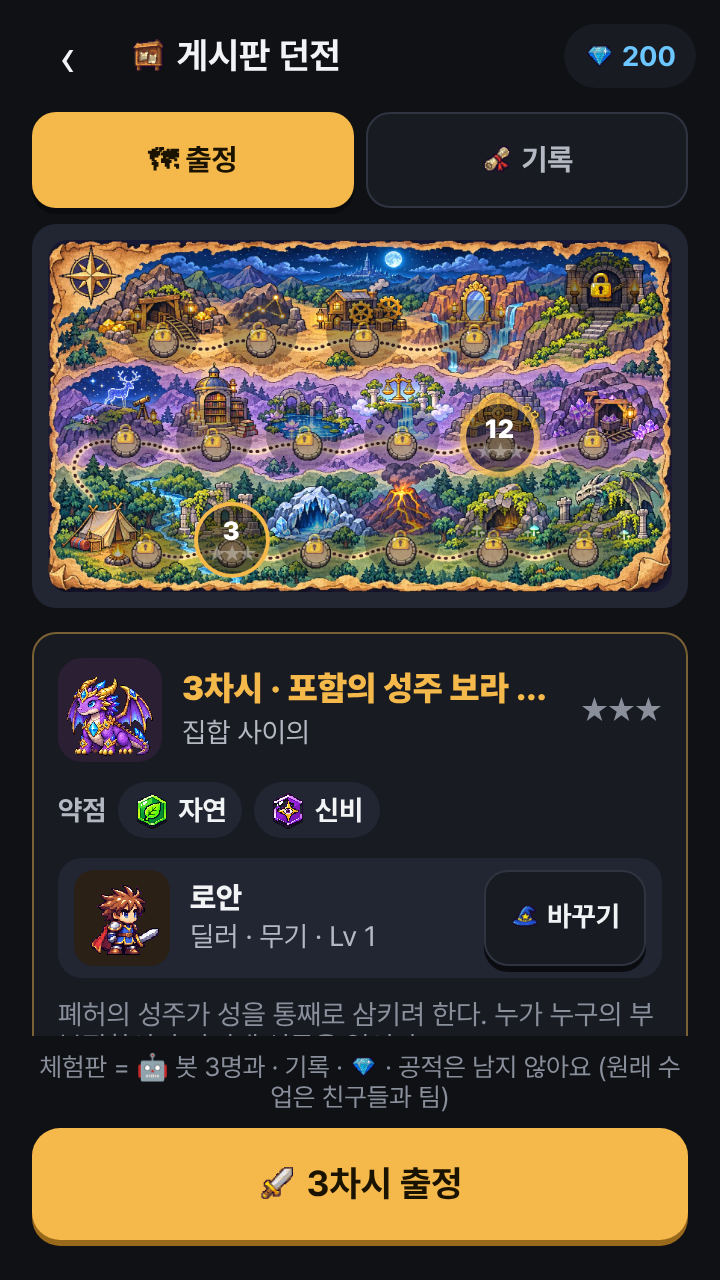 게시판 던전
200
출정
기록
12
3
3차시 · 포함의 성주 보라 ...
★★★
집합 사이의
약점
자연
신비
로안
딜러 · 무기 · Lv 1
바꾸기
폐허의 성주가 성을 통째로 삼키려 한다. 누가 누구의 부
체험판 = 🤖 봇 3명과 · 기록 · 💎 · 공적은 남지 않아요 (원래 수
업은 친구들과 팀)
3차시 출정